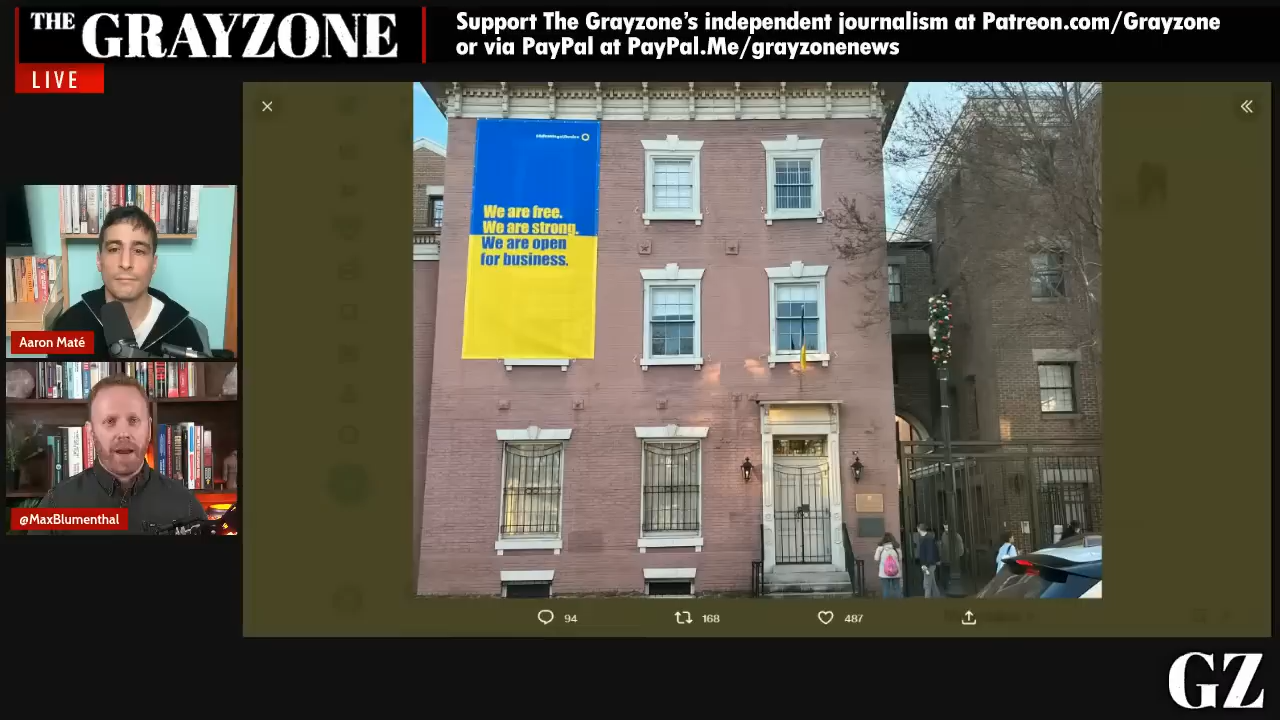 THE GRAYZONE
Support The Grayzone's independent journalism at Patreon.com/Grayzone
or via PayPal at PayPal.Me/grayzonenews
LIVE
We are free.
We are strong.
We are open
for business.
Aaron Maté
@MaxBlumenthal
94
168
487
GZ